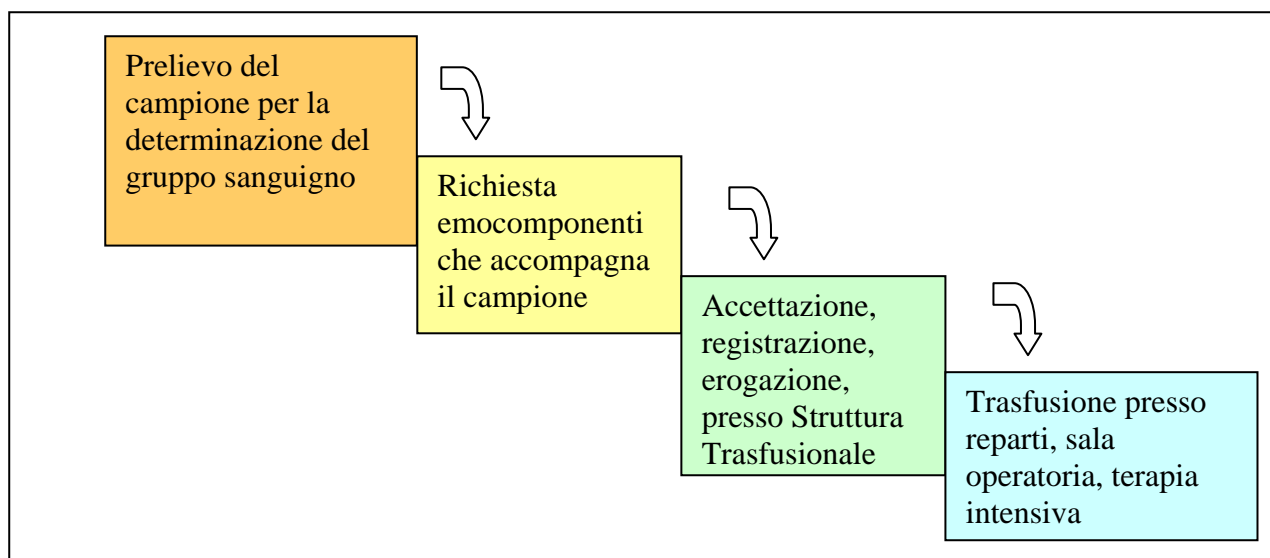 Prelievo del
campione per la
determinazione del
gruppo sanguigno
Richiesta
emocomponenti
che accompagna
il campione
Accettazione,
registrazione,
erogazione,
presso Struttura
Trasfusionale
Trasfusione presso
reparti, sala
operatoria, terapia
intensiva